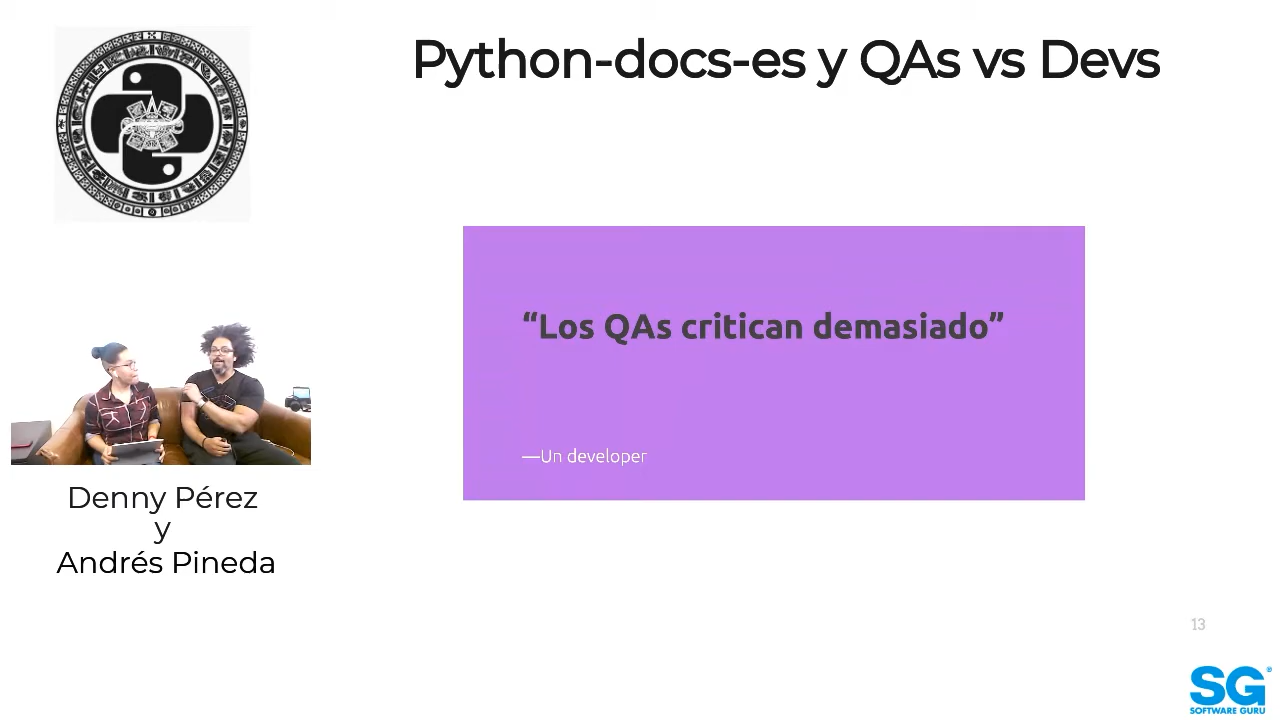 Python-docs-es y QAs vs Devs
“Los QAs critican demasiado”
—Un developer
Denny Pérez
y
Andrés Pineda
13
SG®
SOFTWARE GURU